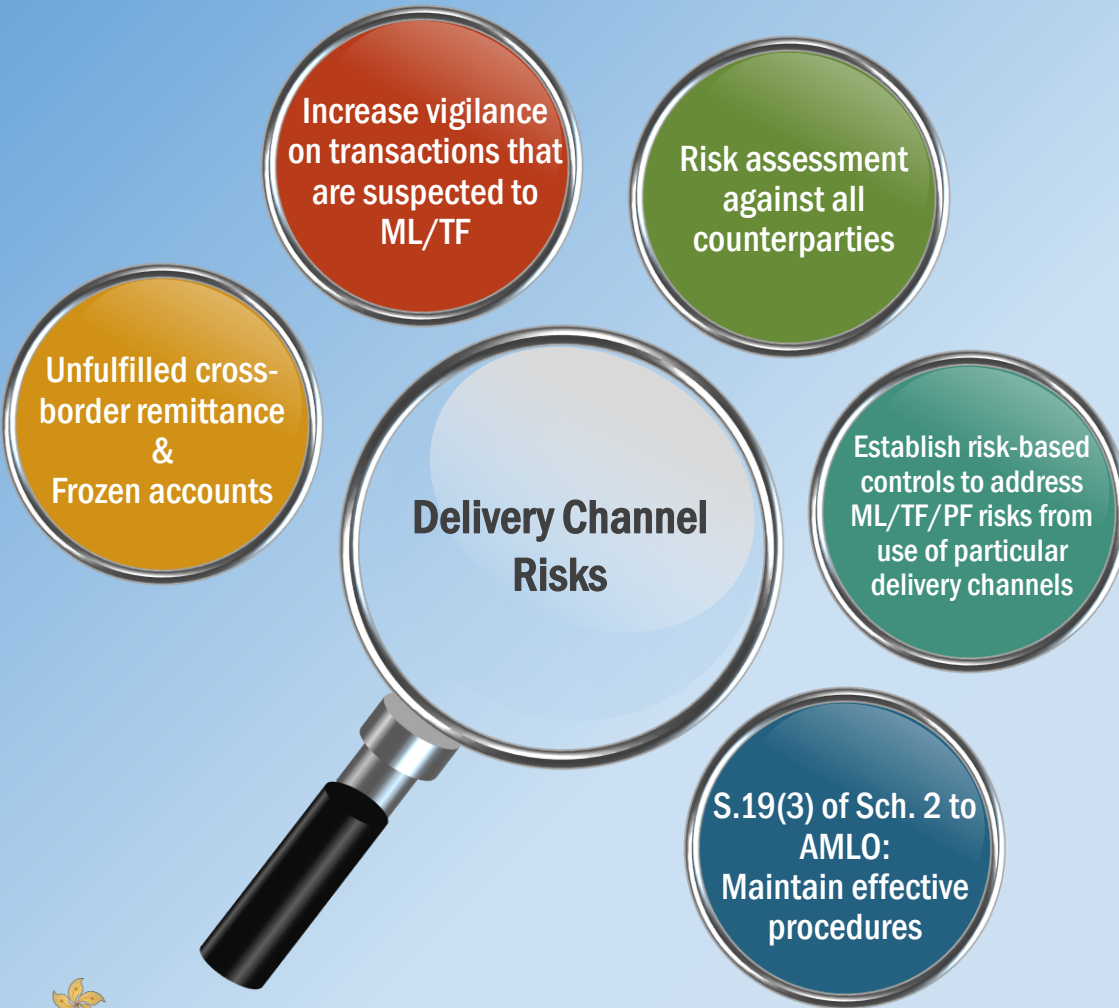 Increase vigilance
on transactions that
are suspected to
ML/TF
Risk assessment
against all
counterparties
Unfulfilled cross-
border remittance
&
Frozen accounts
Delivery Channel
Risks
Establish risk-based
controls to address
ML/TF/PF risks from
use of particular
delivery channels
S.19(3) of Sch. 2 to
AMLO:
Maintain effective
procedures